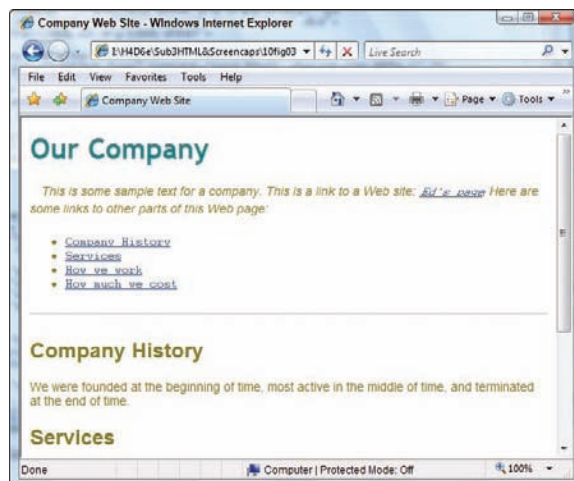 Company Web Site - Windows Internet Explorer
I:\H4D6e\Sub3HTML&Screencaps\10fig03
Live Search
File Edit View Favorites Tools Help
Company Web Site
Page
Tools
Our Company
This is some sample text for a company. This is a link to a Web site: Ed's page Here are
some links to other parts of this Web page:
• Company History
• Services
• How we work
• How much we cost
Company History
We were founded at the beginning of time, most active in the middle of time, and terminated
at the end of time.
Services
Done
Computer | Protected Mode: Off
100%